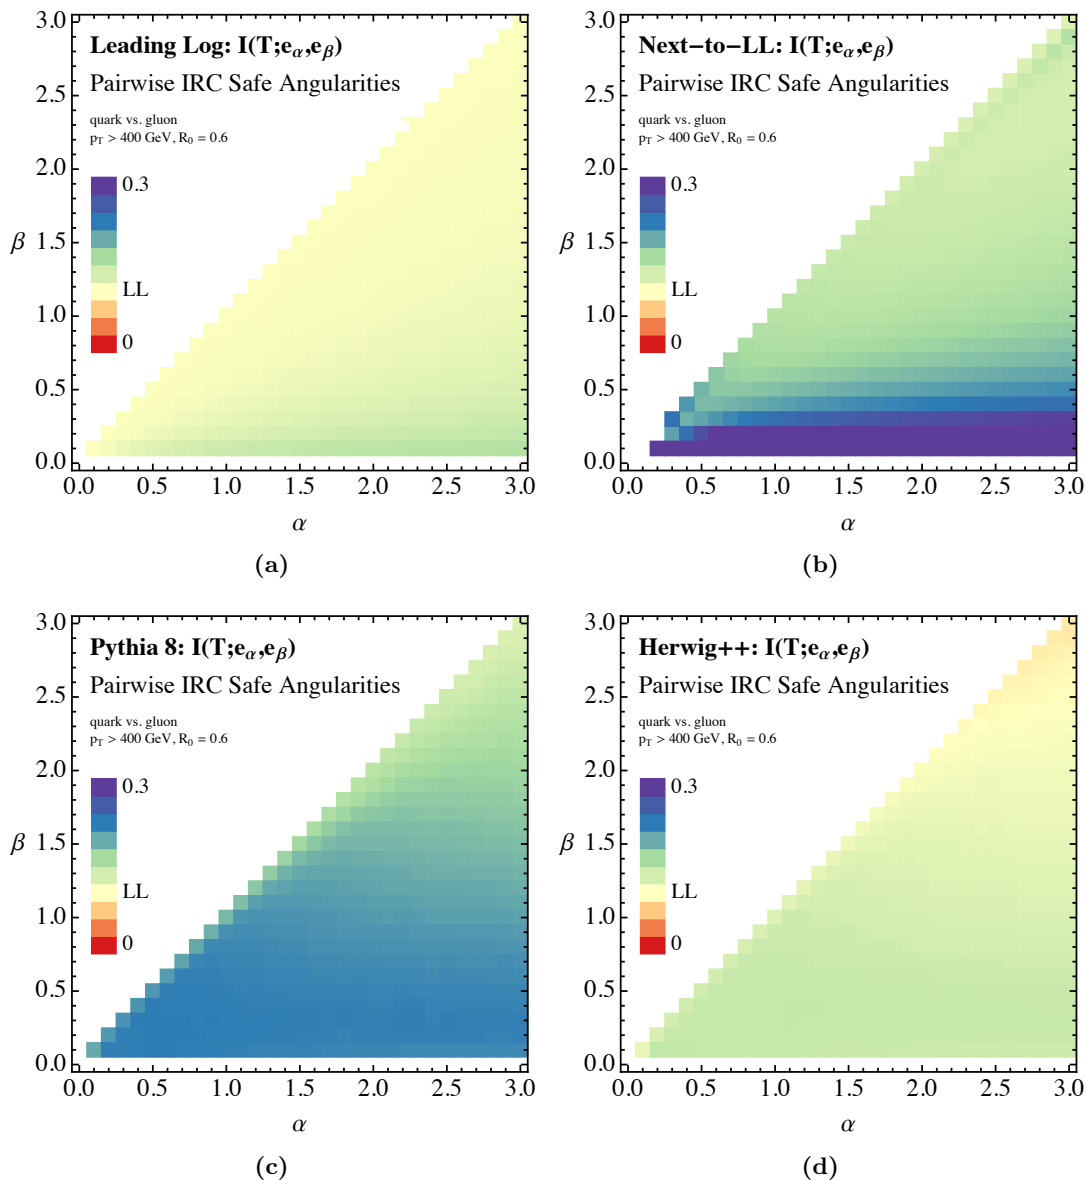 Leading Log: I(T;eα,eβ)
Pairwise IRC Safe Angularities
quark vs. gluon
pT > 400 GeV, R0 = 0.6
0.3
LL
0
β
3.0
2.5
2.0
1.5
1.0
0.5
0.0
0.0 0.5 1.0 1.5 2.0 2.5 3.0
α
(a)
Next-to-LL: I(T;eα,eβ)
Pairwise IRC Safe Angularities
quark vs. gluon
pT > 400 GeV, R0 = 0.6
0.3
LL
0
β
3.0
2.5
2.0
1.5
1.0
0.5
0.0
0.0 0.5 1.0 1.5 2.0 2.5 3.0
α
(b)
Pythia 8: I(T;eα,eβ)
Pairwise IRC Safe Angularities
quark vs. gluon
pT > 400 GeV, R0 = 0.6
0.3
LL
0
β
3.0
2.5
2.0
1.5
1.0
0.5
0.0
0.0 0.5 1.0 1.5 2.0 2.5 3.0
α
(c)
Herwig++: I(T;eα,eβ)
Pairwise IRC Safe Angularities
quark vs. gluon
pT > 400 GeV, R0 = 0.6
0.3
LL
0
β
3.0
2.5
2.0
1.5
1.0
0.5
0.0
0.0 0.5 1.0 1.5 2.0 2.5 3.0
α
(d)